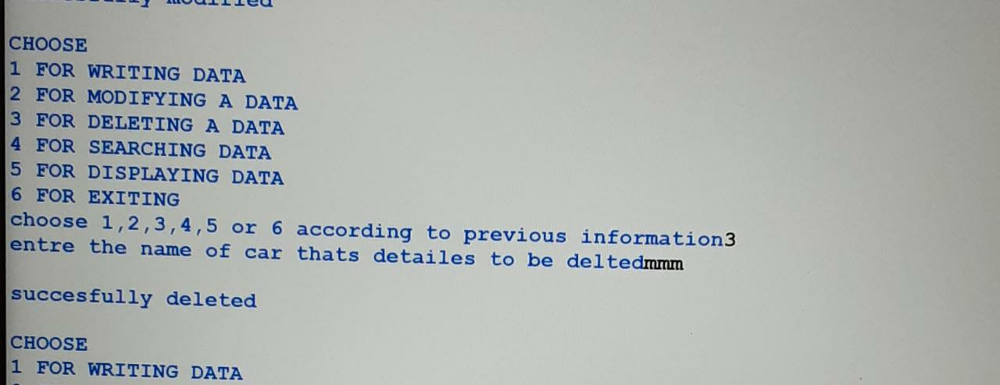 modified
CHOOSE
1 FOR WRITING DATA
2 FOR MODIFYING A DATA
3 FOR DELETING A DATA
4 FOR SEARCHING DATA
5 FOR DISPLAYING DATA
6 FOR EXITING
choose 1,2,3,4,5 or 6 according to previous information3
entre the name of car thats detailes to be deltedmmm
succesfully deleted
CHOOSE
1 FOR WRITING DATA